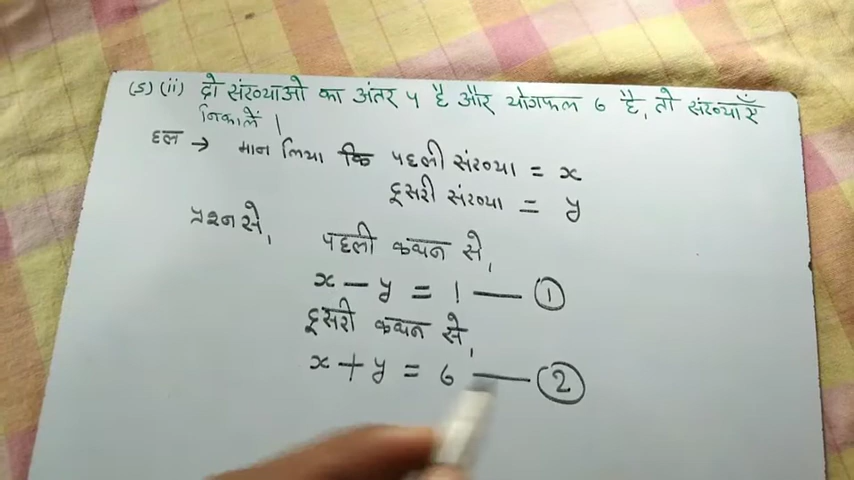 (5) (ii) दो संख्याओ का अंतर 4 है और योगफल 6 है, तो संख्याएँ
निकालें।
हल → मान लिया कि पहली संख्या = x
दूसरी संख्या = y
प्रश्न से,
पहली कथन से,
x - y = 1 — ①
दूसरी कथन से,
x + y = 6 — ②